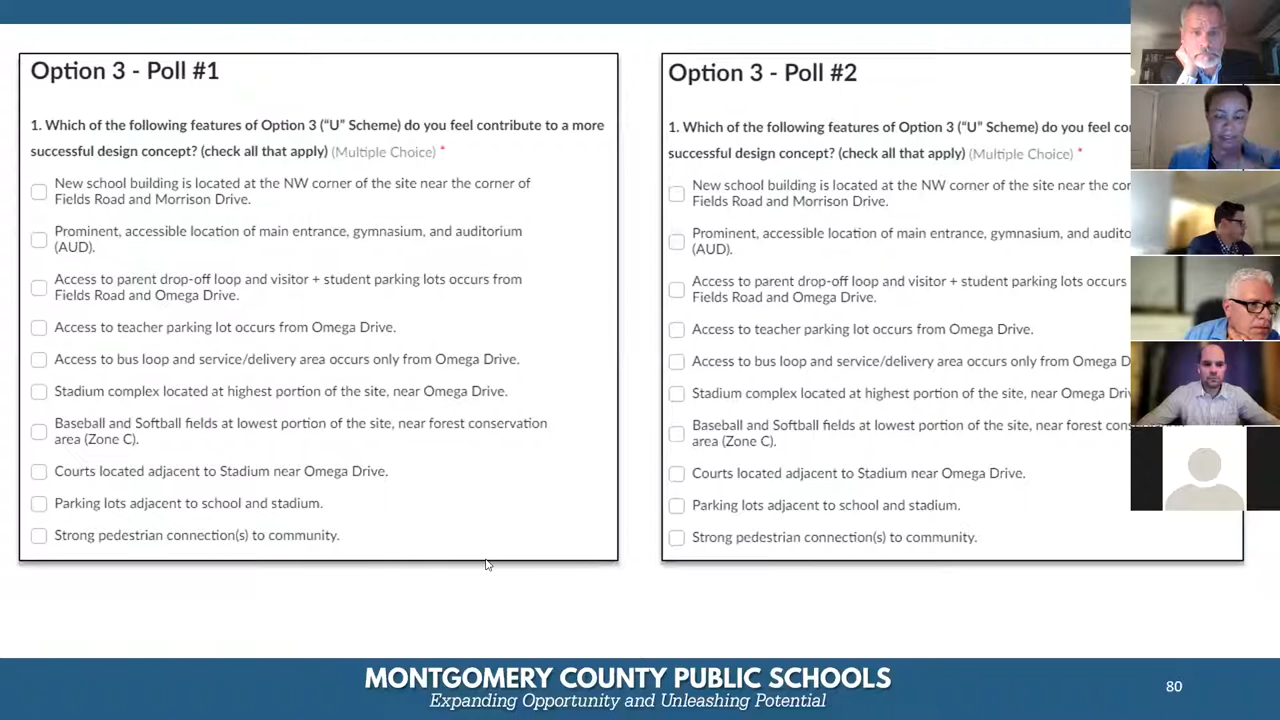 Option 3 - Poll #1
1. Which of the following features of Option 3 (“U” Scheme) do you feel contribute to a more
successful design concept? (check all that apply) (Multiple Choice) *
New school building is located at the NW corner of the site near the corner of
Fields Road and Morrison Drive.
Prominent, accessible location of main entrance, gymnasium, and auditorium
(AUD).
Access to parent drop-off loop and visitor + student parking lots occurs from
Fields Road and Omega Drive.
Access to teacher parking lot occurs from Omega Drive.
Access to bus loop and service/delivery area occurs only from Omega Drive.
Stadium complex located at highest portion of the site, near Omega Drive.
Baseball and Softball fields at lowest portion of the site, near forest conservation
area (Zone C).
Courts located adjacent to Stadium near Omega Drive.
Parking lots adjacent to school and stadium.
Strong pedestrian connection(s) to community.
Option 3 - Poll #2
1. Which of the following features of Option 3 (“U” Scheme) do you feel
successful design concept? (check all that apply) (Multiple Choice) *
New school building is located at the NW corner of the site near the
Fields Road and Morrison Drive.
Prominent, accessible location of main entrance, gymnasium, and
(AUD).
Access to parent drop-off loop and visitor + student parking lots occurs
Fields Road and Omega Drive.
Access to teacher parking lot occurs from Omega Drive.
Access to bus loop and service/delivery area occurs only from Omega
Stadium complex located at highest portion of the site, near Omega
Baseball and Softball fields at lowest portion of the site, near forest
area (Zone C).
Courts located adjacent to Stadium near Omega Drive.
Parking lots adjacent to school and stadium.
Strong pedestrian connection(s) to community.
MONTGOMERY COUNTY PUBLIC SCHOOLS
Expanding Opportunity and Unleashing Potential
80